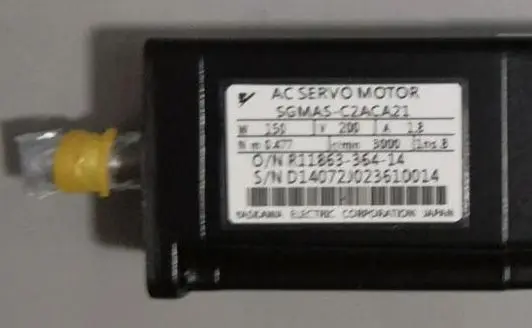 AC SERVO MOTOR
SGMAS-C2ACA21
W 150 V 200 A 1.8
N·m 0.477 r/min 3000 Ins. B
O/N R11863-364-14
S/N D14072J023610014
YASKAWA ELECTRIC CORPORATION JAPAN